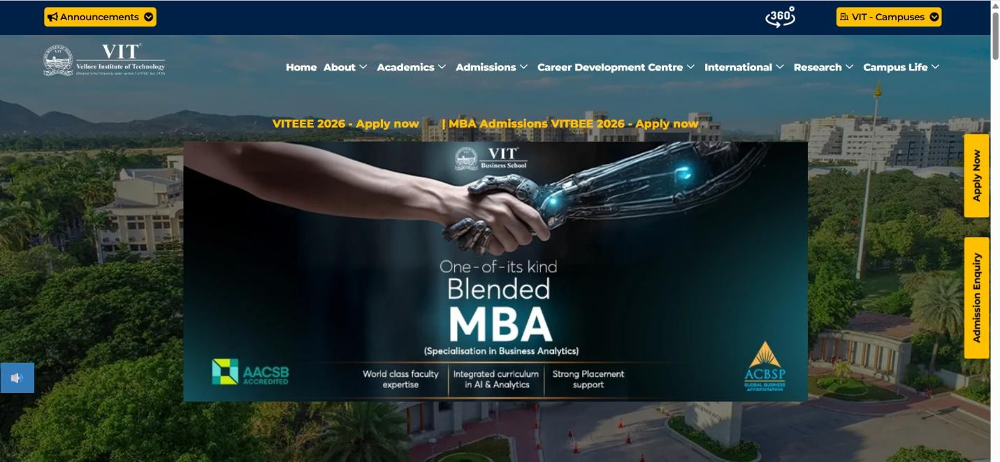 Announcements
360°
VIT - Campuses
VIT®
Vellore Institute of Technology
(Deemed to be University under section 3 of UGC Act, 1956)
Home About Academics Admissions Career Development Centre International Research Campus Life
VITEEE 2026 - Apply now | MBA Admissions VITBEE 2026 - Apply now
VIT®
Business School
One-of-its kind
Blended
MBA
(Specialisation in Business Analytics)
World class faculty
expertise
Integrated curriculum
in AI & Analytics
Strong Placement
support
AACSB
ACCREDITED
ACBSP
GLOBAL BUSINESS
ACCREDITATION
Apply Now
Admission Enquiry
OF
TECHNOLOGY